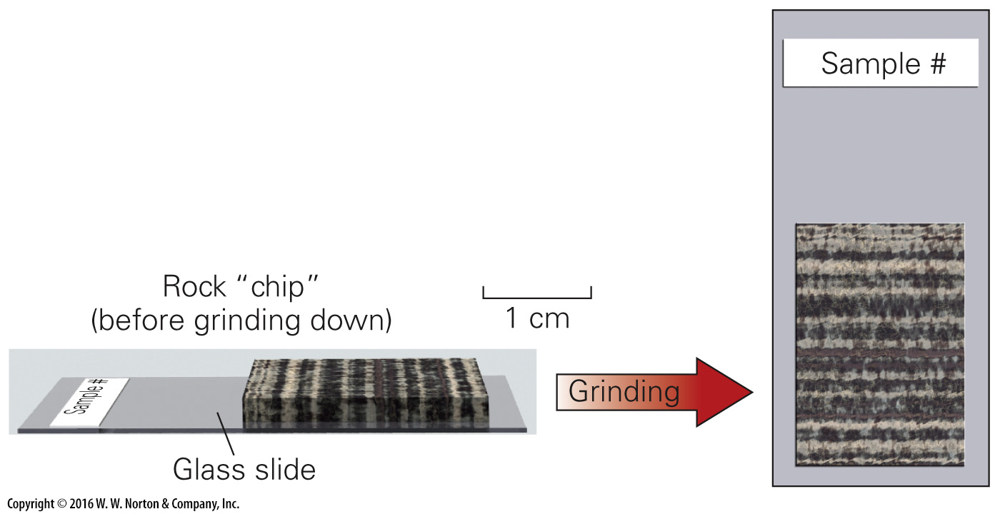 Sample #
Rock “chip”
(before grinding down)
1 cm
Sample #
Grinding
Glass slide
Copyright © 2016 W. W. Norton & Company, Inc.